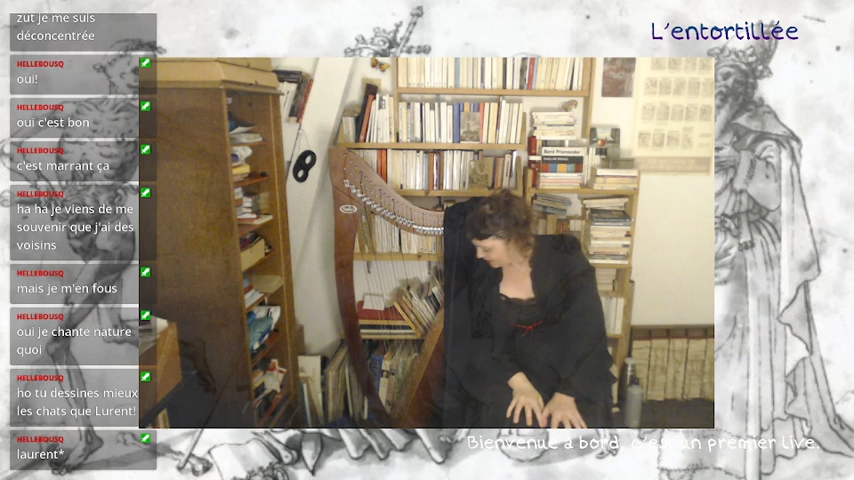 zut je me suis
déconcentrée
HELLEBOUSQ
oui!
HELLEBOUSQ
oui c'est bon
HELLEBOUSQ
c'est marrant ça
HELLEBOUSQ
ha ha je viens de me
souvenir que j'ai des
voisins
HELLEBOUSQ
mais je m'en fous
HELLEBOUSQ
oui je chante nature
quoi
HELLEBOUSQ
ho tu dessines mieux
les chats que Lurent!
HELLEBOUSQ
laurent*
L'entortillée
Bienvenue à bord, c'est un premier live.